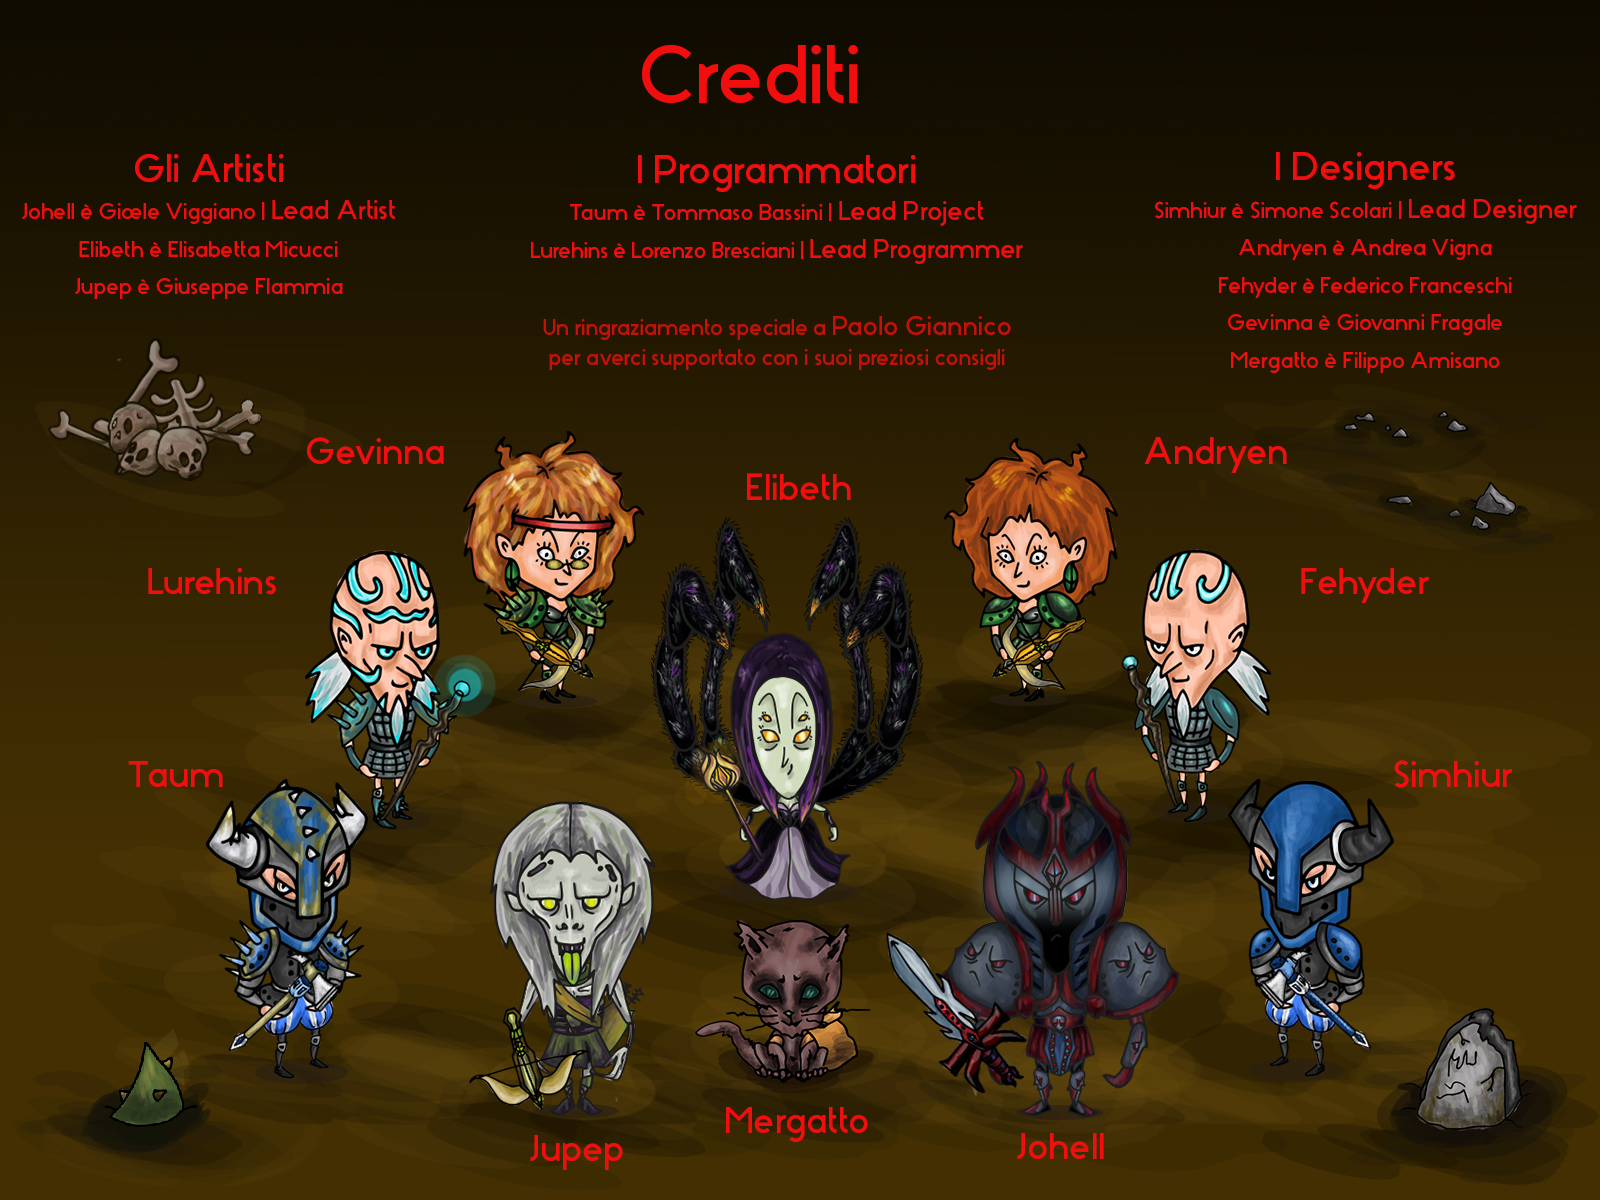 Crediti
Gli Artisti
Johell è Gioele Viggiano | Lead Artist
Elibeth è Elisabetta Micucci
Jupep è Giuseppe Flammia
I Programmatori
Taum è Tommaso Bassini | Lead Project
Lurehins è Lorenzo Bresciani | Lead Programmer
Un ringraziamento speciale a Paolo Giannico
per averci supportato con i suoi preziosi consigli
I Designers
Simhiur è Simone Scolari | Lead Designer
Andryen è Andrea Vigna
Fehyder è Federico Franceschi
Gevinna è Giovanni Fragale
Mergatto è Filippo Amisano
Gevinna
Andryen
Elibeth
Lurehins
Fehyder
Taum
Simhiur
Mergatto
Jupep
Johell